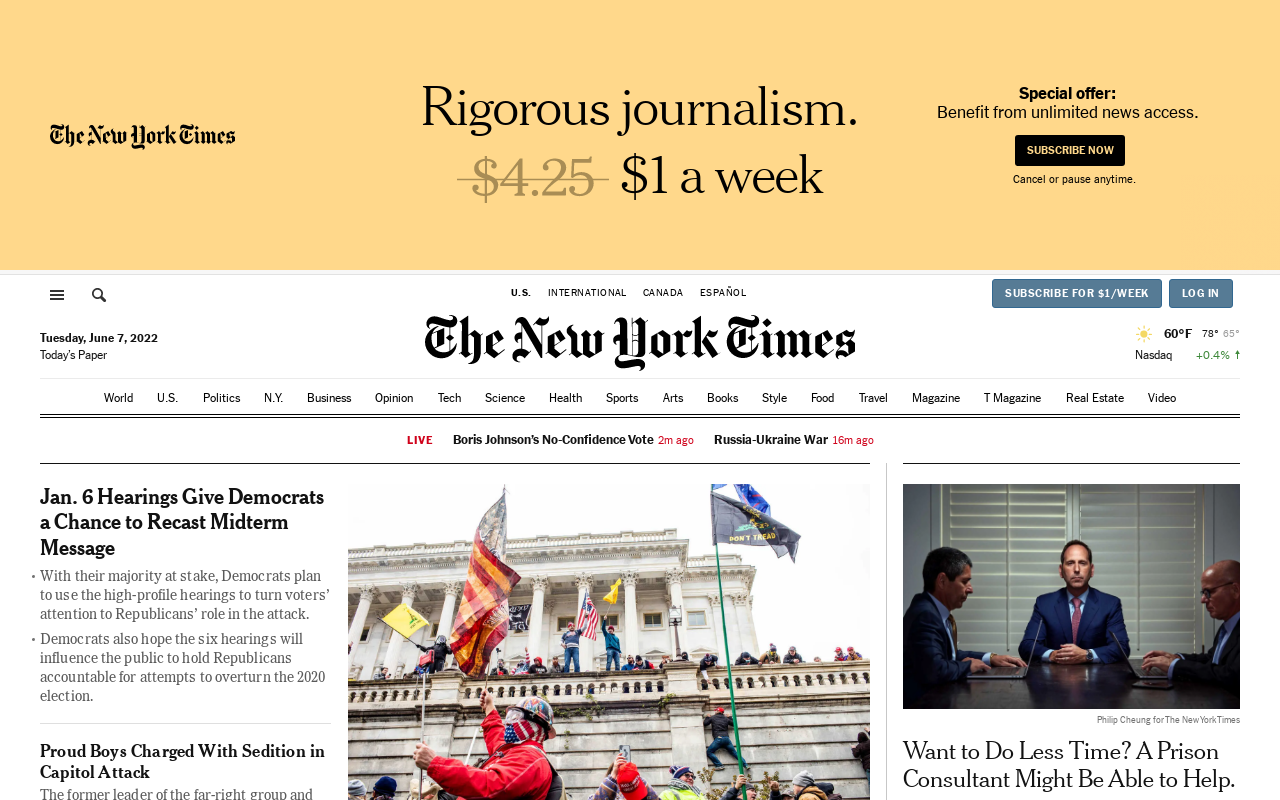 The New York Times
Rigorous journalism.
$4.25 $1 a week
Special offer:
Benefit from unlimited news access.
SUBSCRIBE NOW
Cancel or pause anytime.
U.S. INTERNATIONAL CANADA ESPAÑOL
SUBSCRIBE FOR $1/WEEK LOG IN
Tuesday, June 7, 2022
Today's Paper
The New York Times
60°F 78° 65°
Nasdaq +0.4% ↑
World U.S. Politics N.Y. Business Opinion Tech Science Health Sports Arts Books Style Food Travel Magazine T Magazine Real Estate Video
LIVE Boris Johnson's No-Confidence Vote 2m ago Russia-Ukraine War 16m ago
Jan. 6 Hearings Give Democrats
a Chance to Recast Midterm
Message
• With their majority at stake, Democrats plan
to use the high-profile hearings to turn voters'
attention to Republicans' role in the attack.
• Democrats also hope the six hearings will
influence the public to hold Republicans
accountable for attempts to overturn the 2020
election.
Proud Boys Charged With Sedition in
Capitol Attack
The former leader of the far-right group and
DON'T TREAD
Philip Cheung for The New York Times
Want to Do Less Time? A Prison
Consultant Might Be Able to Help.